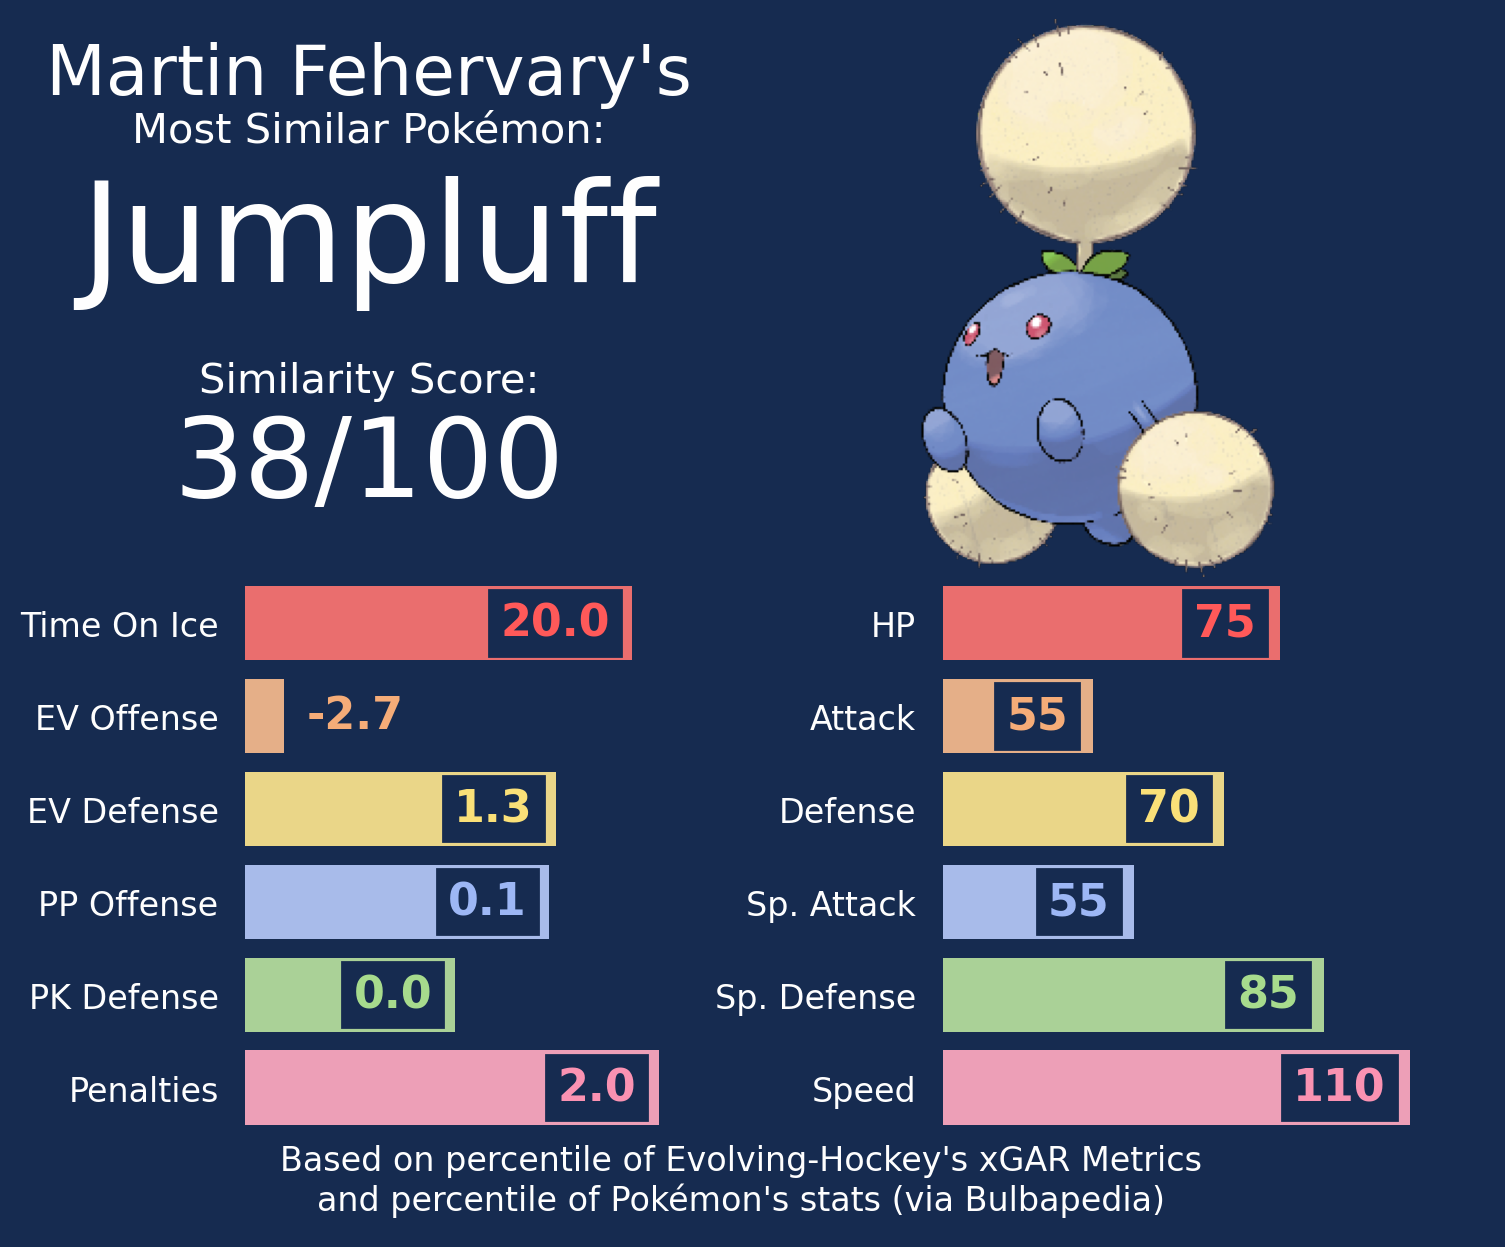 Martin Fehervary's
Most Similar Pokémon:
Jumpluff
Similarity Score:
38/100
Time On Ice 20.0
EV Offense -2.7
EV Defense 1.3
PP Offense 0.1
PK Defense 0.0
Penalties 2.0
HP 75
Attack 55
Defense 70
Sp. Attack 55
Sp. Defense 85
Speed 110
Based on percentile of Evolving-Hockey's xGAR Metrics
and percentile of Pokémon's stats (via Bulbapedia)